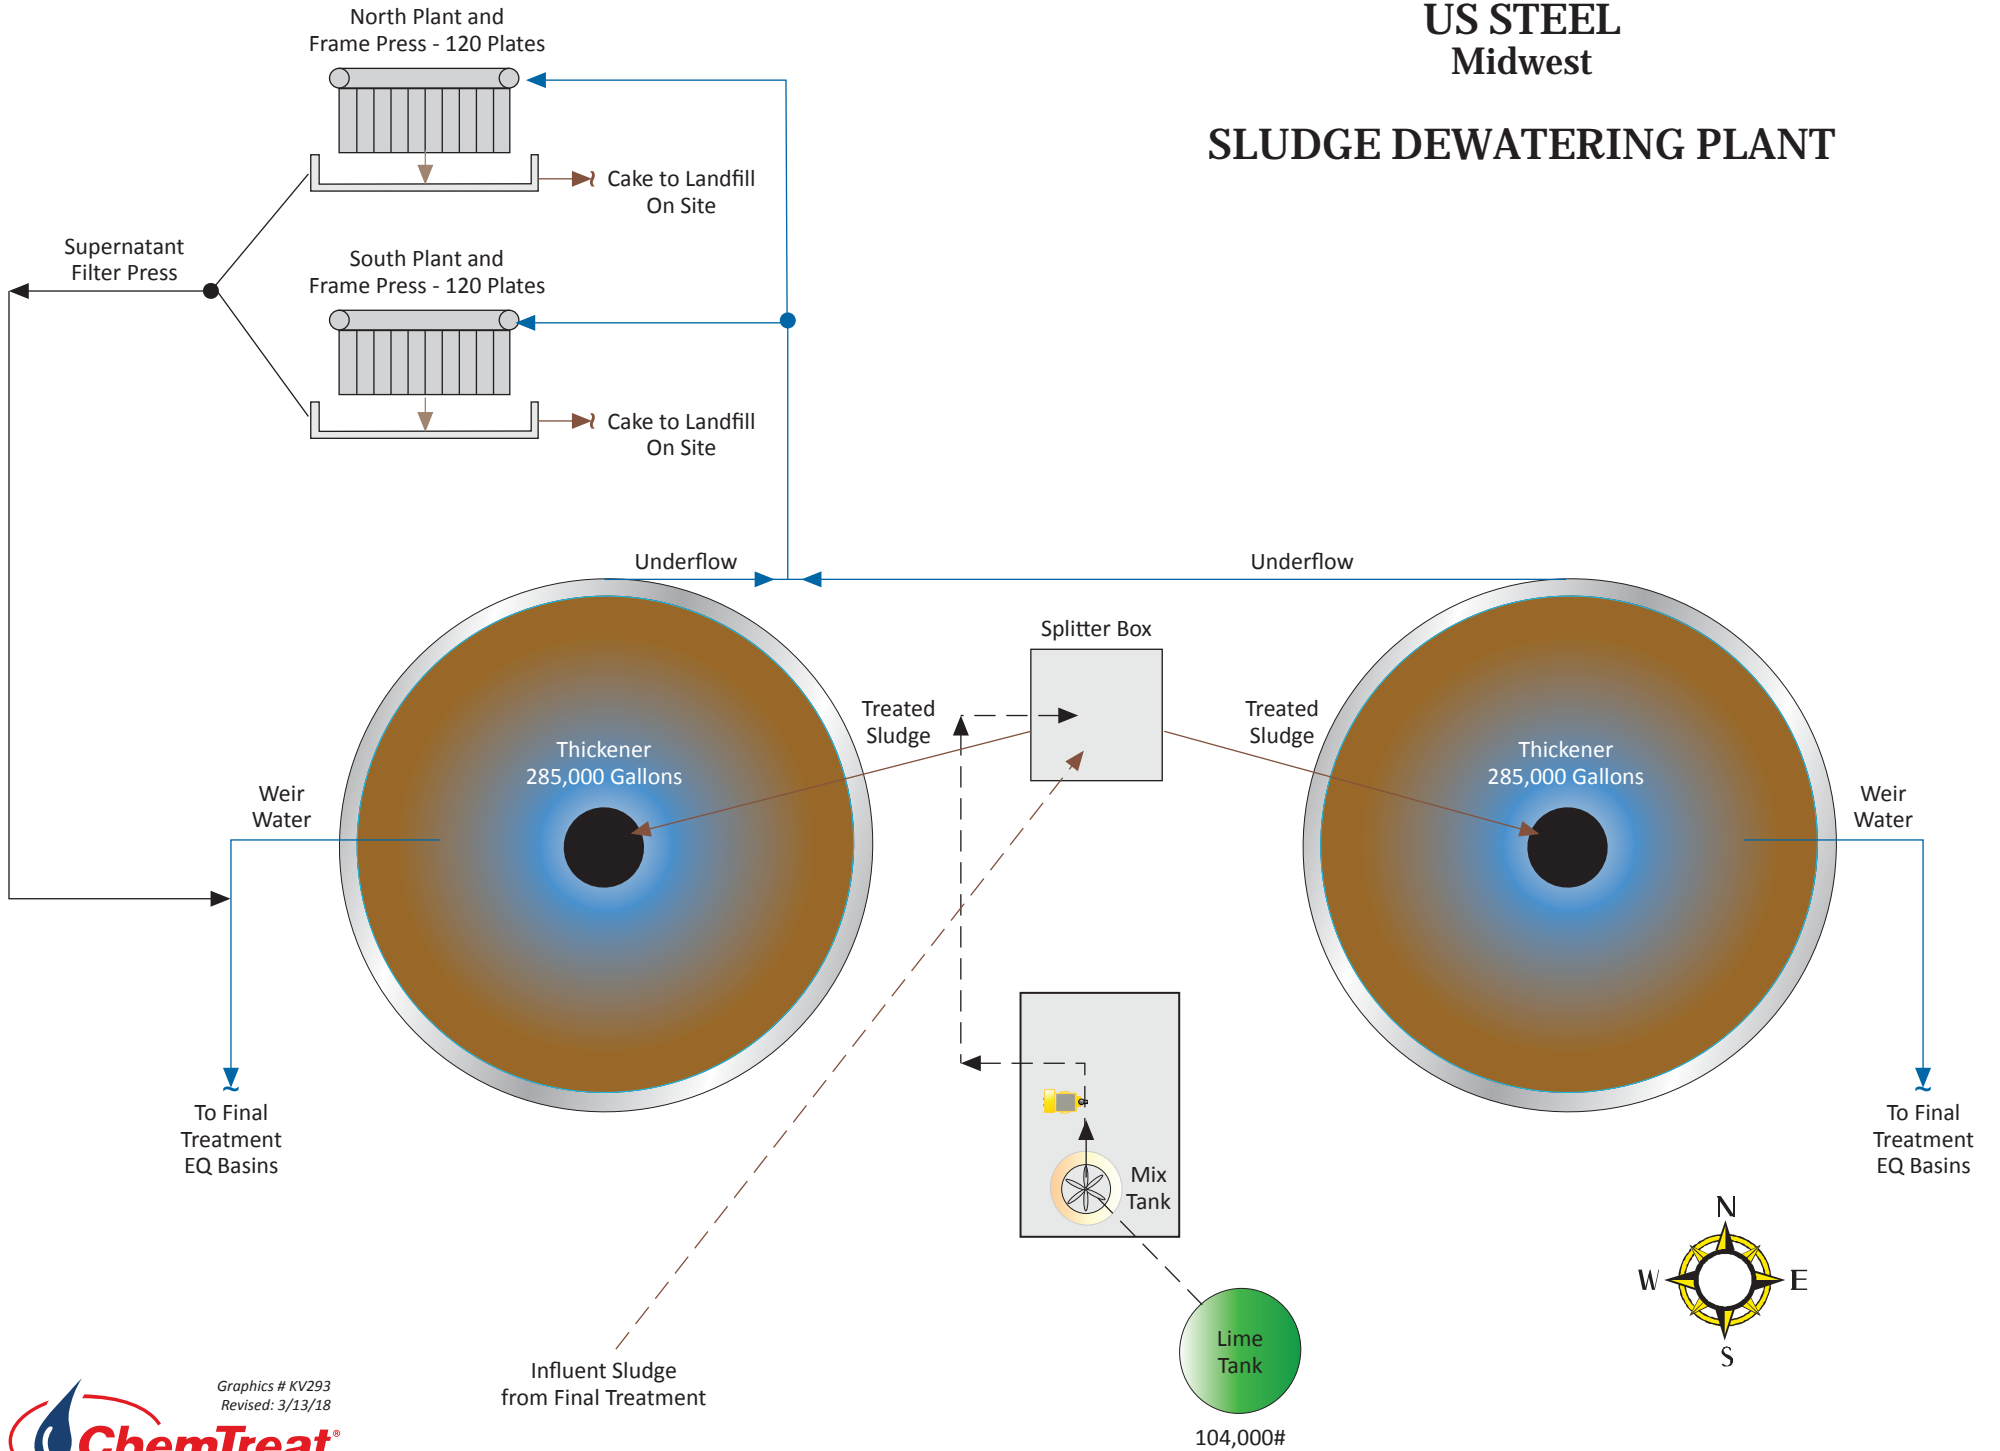 US STEEL
Midwest
SLUDGE DEWATERING PLANT
North Plant and
Frame Press - 120 Plates
Cake to Landfill
On Site
Supernatant
Filter Press
South Plant and
Frame Press - 120 Plates
Cake to Landfill
On Site
Underflow
Underflow
Splitter Box
Treated
Sludge
Treated
Sludge
Thickener
285,000 Gallons
Thickener
285,000 Gallons
Weir
Water
Weir
Water
To Final
Treatment
EQ Basins
To Final
Treatment
EQ Basins
Mix
Tank
N
W
E
S
Lime
Tank
104,000#
Influent Sludge
from Final Treatment
Graphics # KV293
Revised: 3/13/18
ChemTreat®